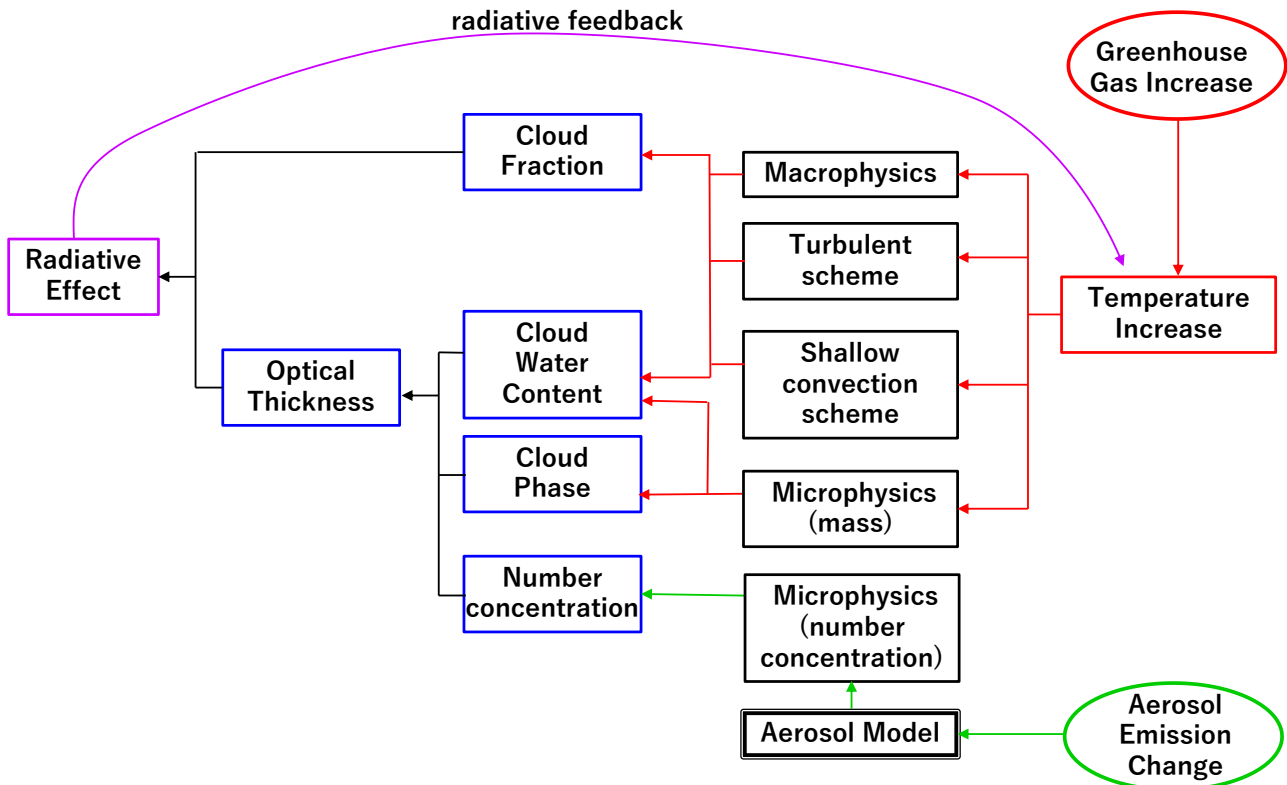 radiative feedback
Greenhouse
Gas Increase
Cloud
Fraction
Macrophysics
Radiative
Effect
Turbulent
scheme
Temperature
Increase
Optical
Thickness
Cloud
Water
Content
Shallow
convection
scheme
Cloud
Phase
Microphysics
(mass)
Number
concentration
Microphysics
(number
concentration)
Aerosol Model
Aerosol
Emission
Change